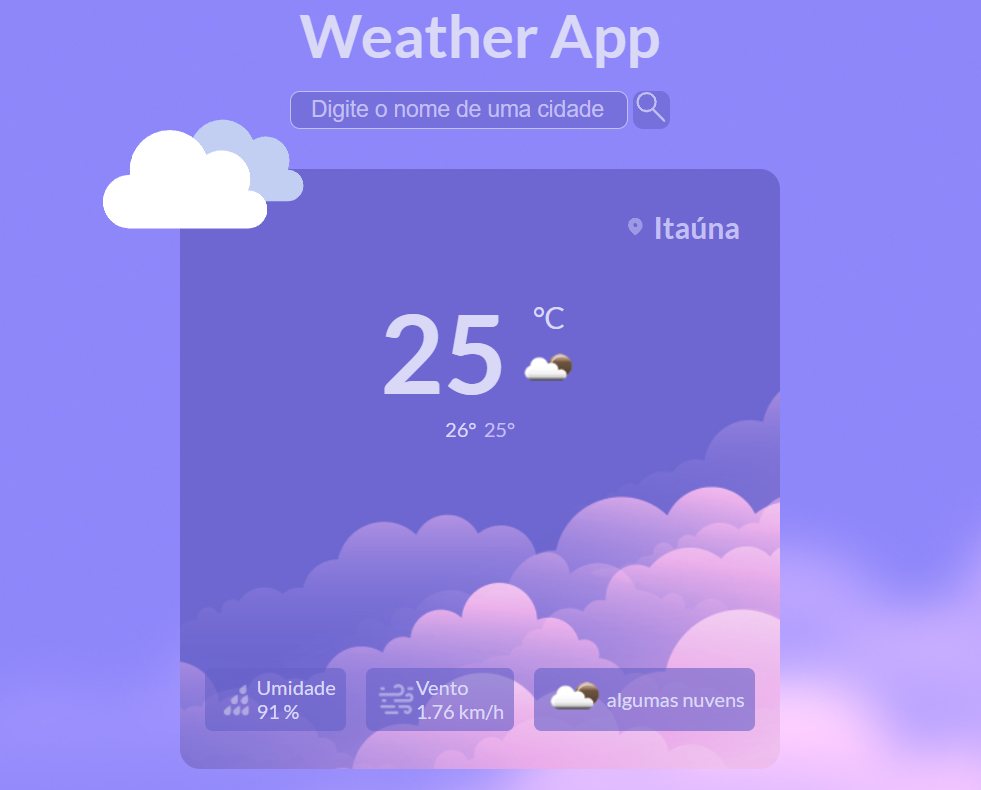 Weather App
Digite o nome de uma cidade
Itaúna
25 °C
26° 25°
Umidade
91 %
Vento
1.76 km/h
algumas nuvens